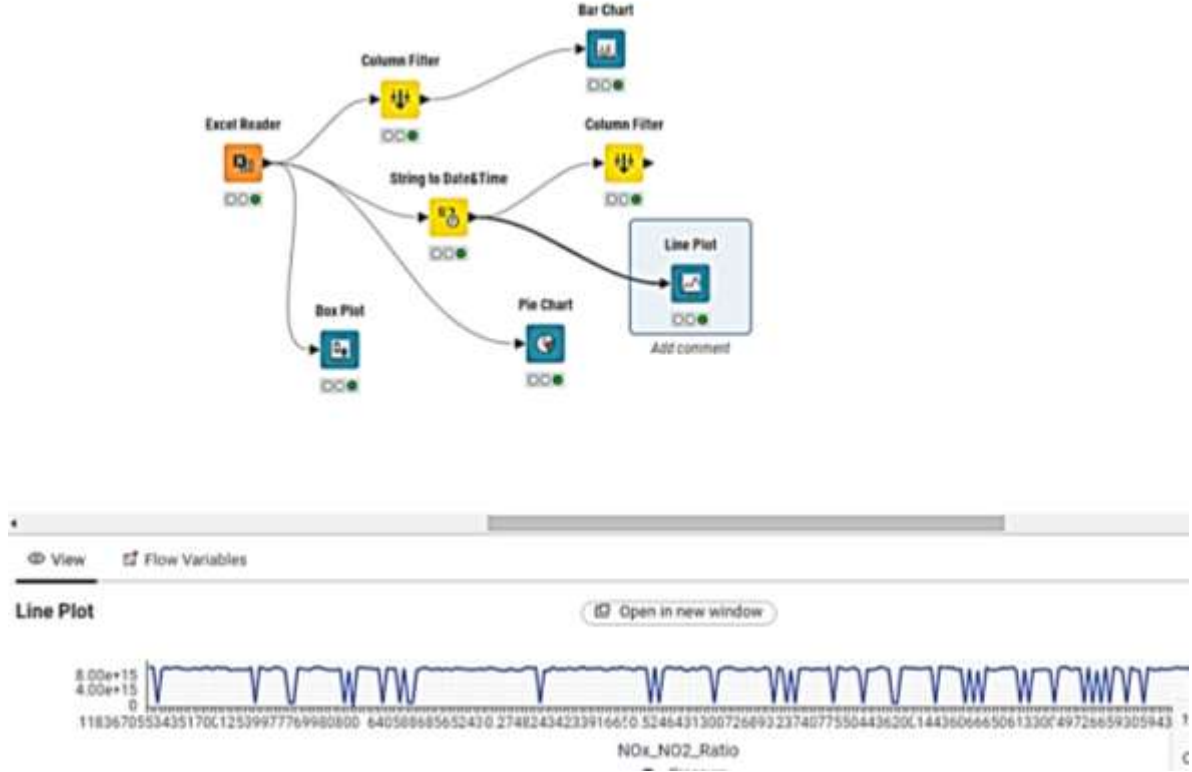 Bar Chart
Column Filter
Excel Reader
Column Filter
String to Date&Time
Line Plot
Box Plot
Pie Chart
Add comment
View
Flow Variables
Line Plot
Open in new window
8.00e+15
4.00e+15
0
NOx_NO2_Ratio